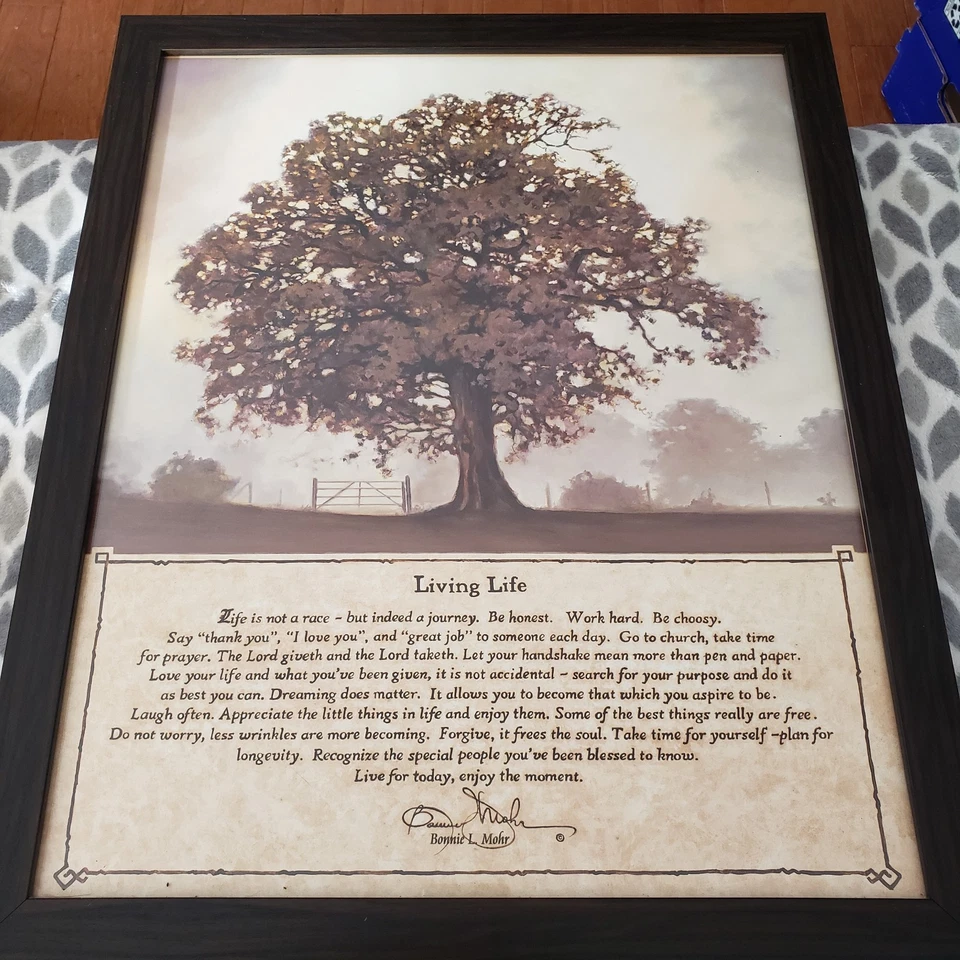 Living Life
Life is not a race - but indeed a journey. Be honest. Work hard. Be choosy.
Say "thank you", "I love you", and "great job" to someone each day. Go to church, take time
for prayer. The Lord giveth and the Lord taketh. Let your handshake mean more than pen and paper.
Love your life and what you've been given, it is not accidental - search for your purpose and do it
as best you can. Dreaming does matter. It allows you to become that which you aspire to be.
Laugh often. Appreciate the little things in life and enjoy them. Some of the best things really are free.
Do not worry, less wrinkles are more becoming. Forgive, it frees the soul. Take time for yourself -plan for
longevity. Recognize the special people you've been blessed to know.
Live for today, enjoy the moment.
Bonnie L Mohr
Bonnie L. Mohr ©